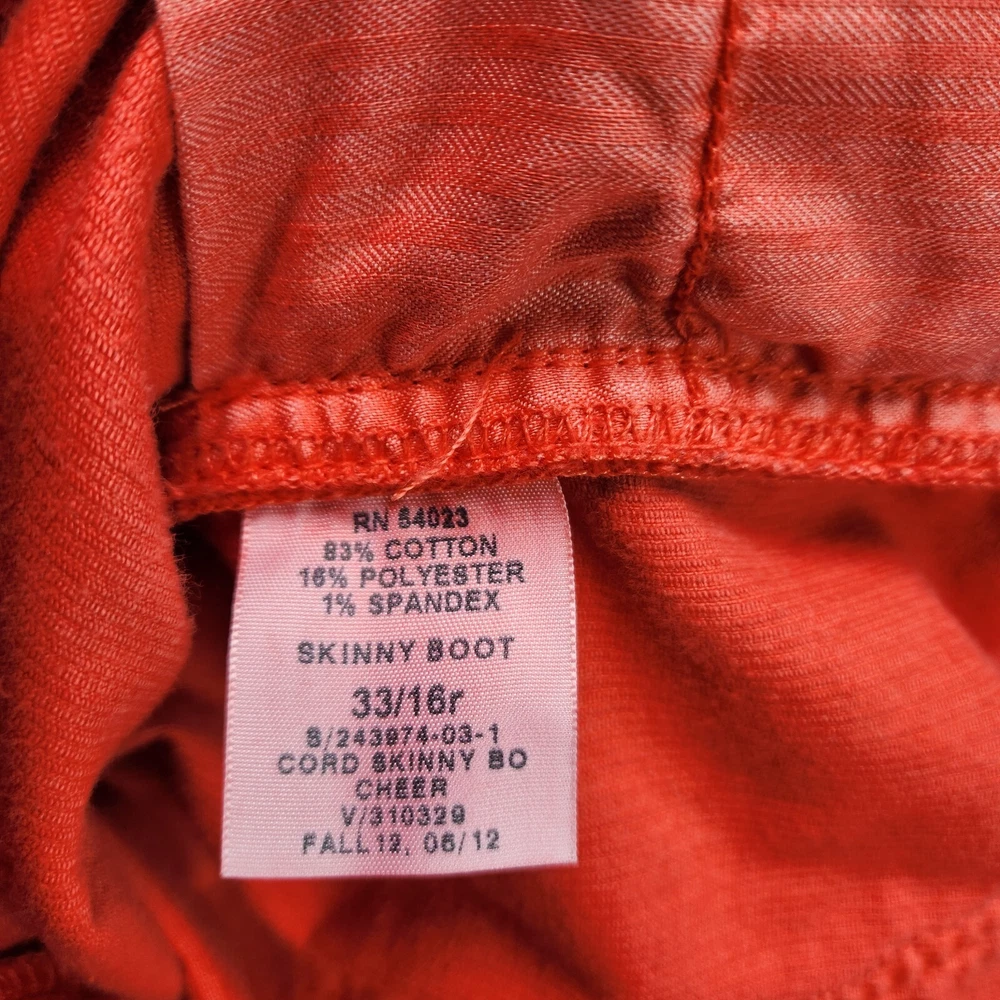 RN 54023
83% COTTON
16% POLYESTER
1% SPANDEX
SKINNY BOOT
33/16r
S/243974-03-1
CORD SKINNY BO
CHEER
V/310329
FALL 12, 06/12